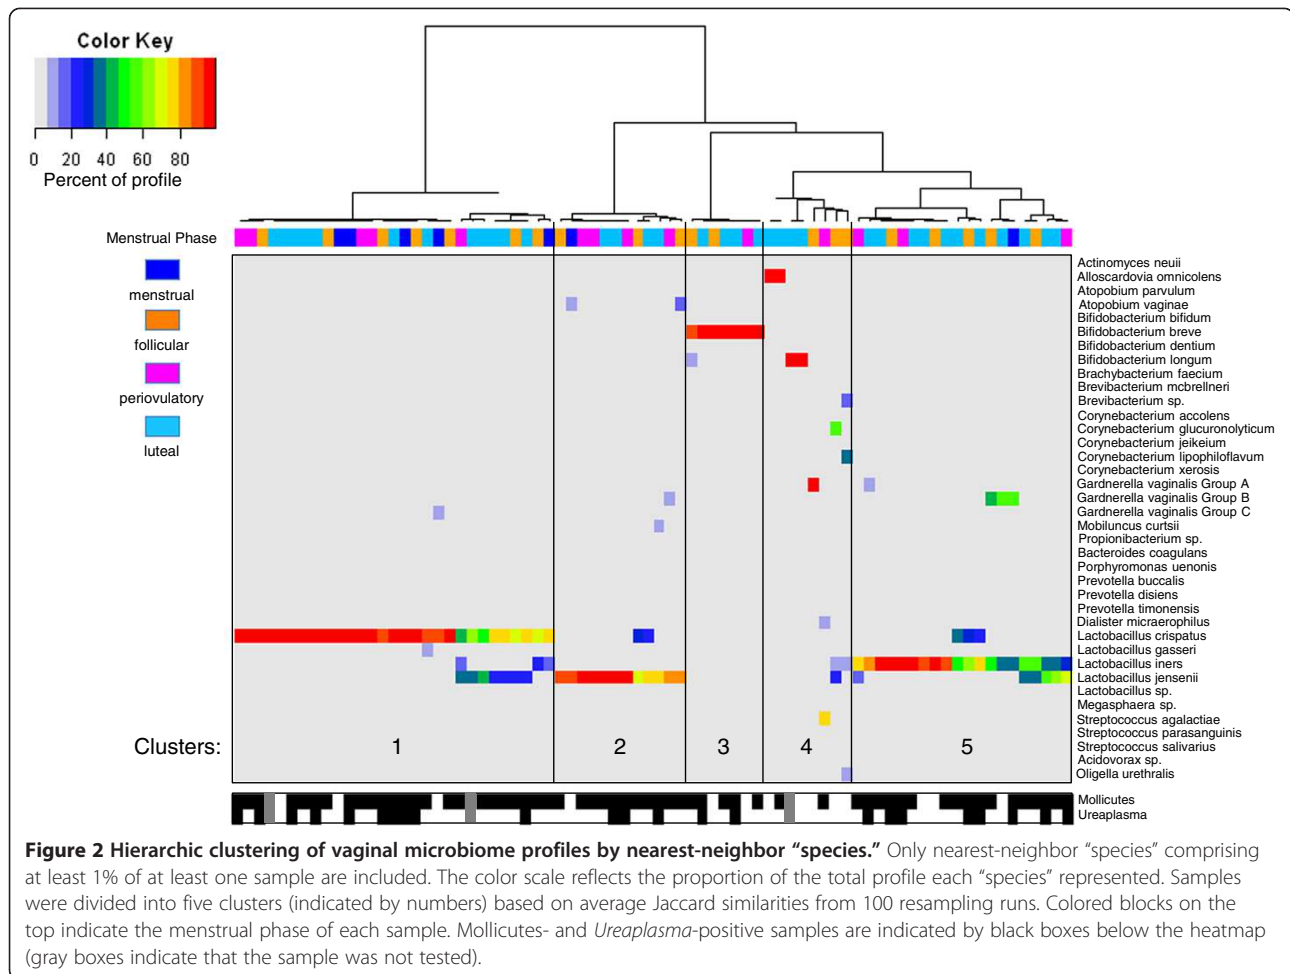 Color Key
0 20 40 60 80
Percent of profile
Menstrual Phase
menstrual
follicular
periovulatory
luteal
Actinomyces neuii
Alloscardovia omnicolens
Atopobium parvulum
Atopobium vaginae
Bifidobacterium bifidum
Bifidobacterium breve
Bifidobacterium dentium
Bifidobacterium longum
Brachybacterium faecium
Brevibacterium mcbrellneri
Brevibacterium sp.
Corynebacterium accolens
Corynebacterium glucuronolyticum
Corynebacterium jeikeium
Corynebacterium lipophiloflavum
Corynebacterium xerosis
Gardnerella vaginalis Group A
Gardnerella vaginalis Group B
Gardnerella vaginalis Group C
Mobiluncus curtsii
Propionibacterium sp.
Bacteroides coagulans
Porphyromonas uenonis
Prevotella buccalis
Prevotella disiens
Prevotella timonensis
Dialister micraerophilus
Lactobacillus crispatus
Lactobacillus gasseri
Lactobacillus iners
Lactobacillus jensenii
Lactobacillus sp.
Megasphaera sp.
Streptococcus agalactiae
Streptococcus parasanguinis
Streptococcus salivarius
Acidovorax sp.
Oligella urethralis
Clusters: 1 2 3 4 5
Mollicutes
Ureaplasma
Figure 2 Hierarchic clustering of vaginal microbiome profiles by nearest-neighbor “species.” Only nearest-neighbor “species” comprising
at least 1% of at least one sample are included. The color scale reflects the proportion of the total profile each “species” represented. Samples
were divided into five clusters (indicated by numbers) based on average Jaccard similarities from 100 resampling runs. Colored blocks on the
top indicate the menstrual phase of each sample. Mollicutes- and Ureaplasma-positive samples are indicated by black boxes below the heatmap
(gray boxes indicate that the sample was not tested).